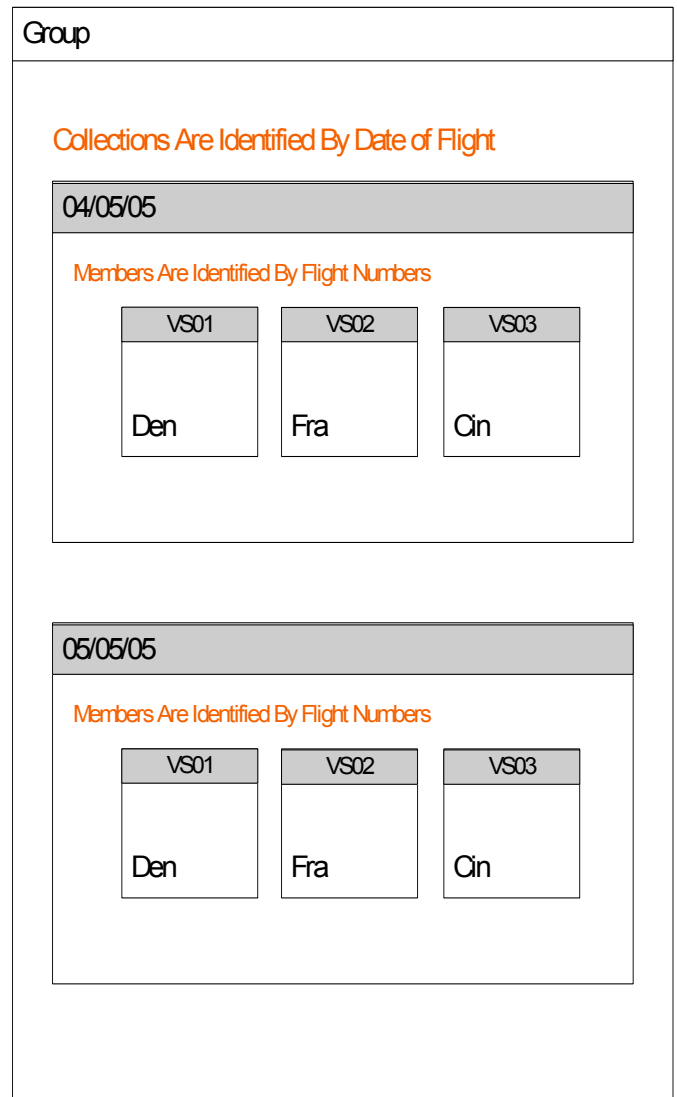 Group
Collections Are Identified By Date of Flight
04/05/05
Members Are Identified By Flight Numbers
VS01 VS02 VS03
Den Fra Cin
05/05/05
Members Are Identified By Flight Numbers
VS01 VS02 VS03
Den Fra Cin